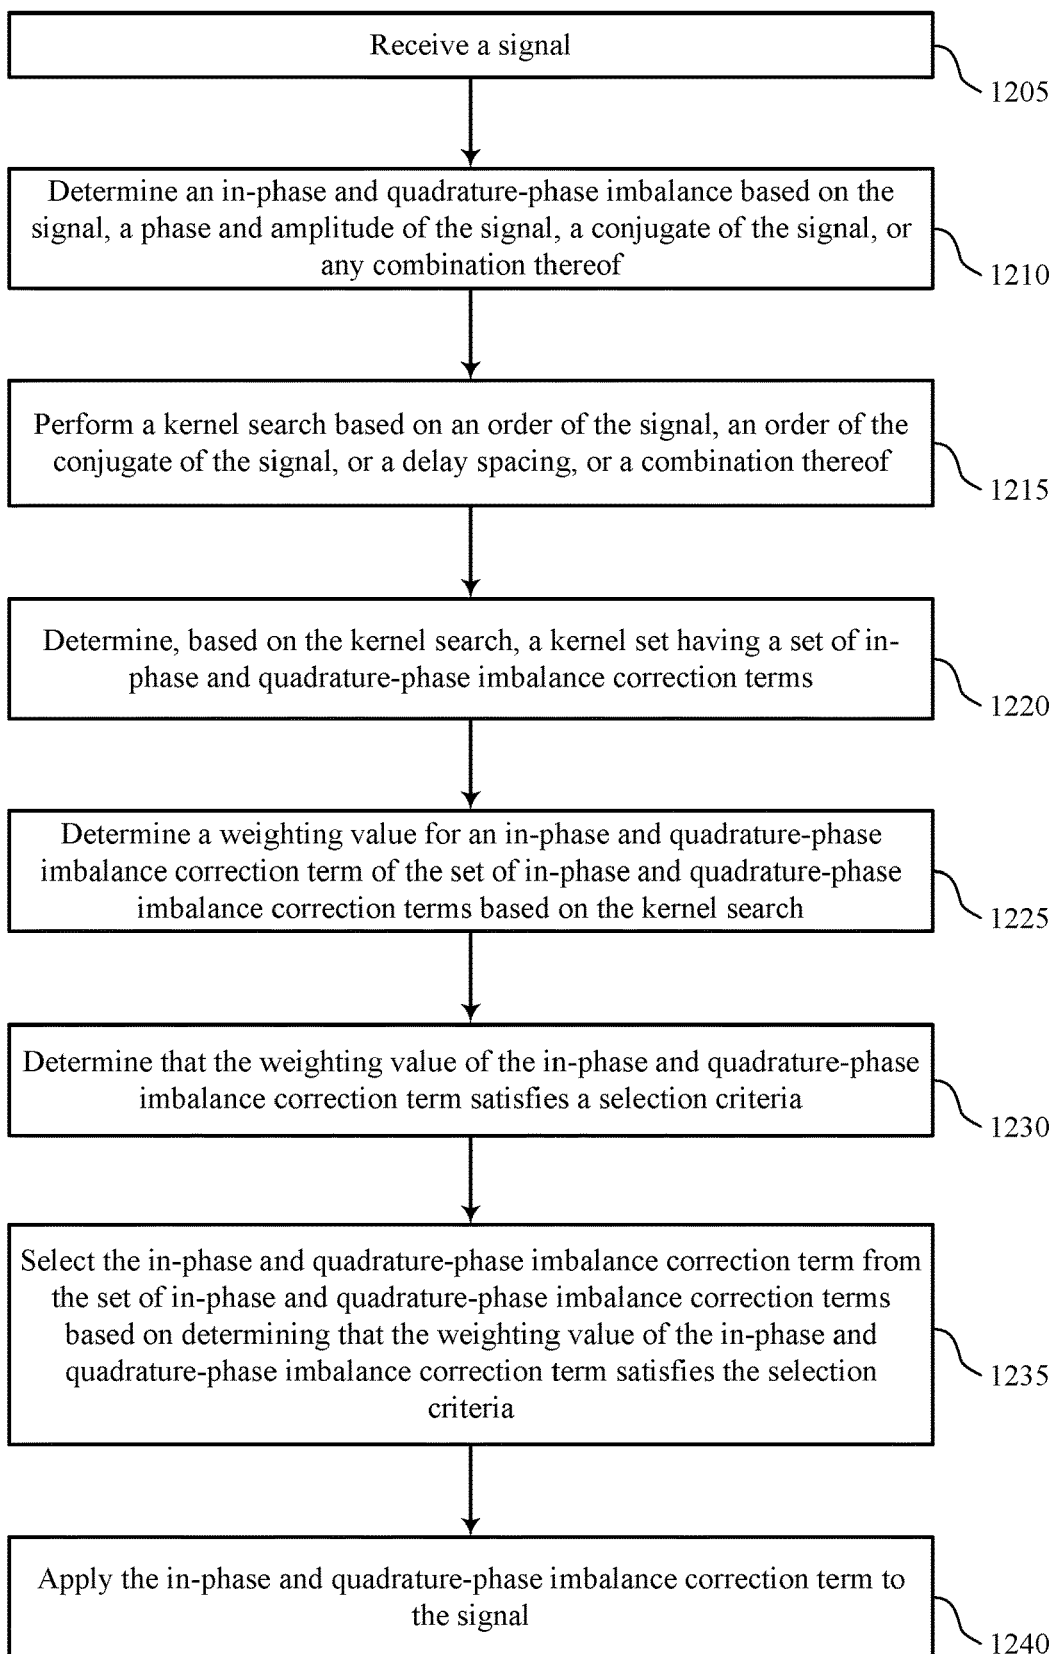 Receive a signal
1205
Determine an in-phase and quadrature-phase imbalance based on the
signal, a phase and amplitude of the signal, a conjugate of the signal, or
any combination thereof
1210
Perform a kernel search based on an order of the signal, an order of the
conjugate of the signal, or a delay spacing, or a combination thereof
1215
Determine, based on the kernel search, a kernel set having a set of in-
phase and quadrature-phase imbalance correction terms
1220
Determine a weighting value for an in-phase and quadrature-phase
imbalance correction term of the set of in-phase and quadrature-phase
imbalance correction terms based on the kernel search
1225
Determine that the weighting value of the in-phase and quadrature-phase
imbalance correction term satisfies a selection criteria
1230
Select the in-phase and quadrature-phase imbalance correction term from
the set of in-phase and quadrature-phase imbalance correction terms
based on determining that the weighting value of the in-phase and
quadrature-phase imbalance correction term satisfies the selection
criteria
1235
Apply the in-phase and quadrature-phase imbalance correction term to
the signal
1240